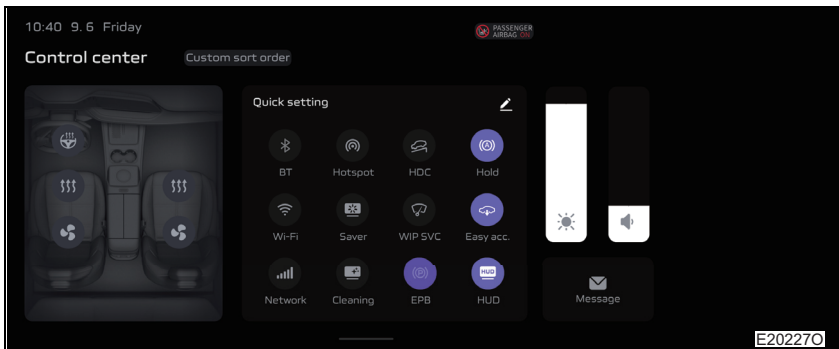 10:40 9. 6 Friday
PASSENGER
AIRBAG ON
Control center
Custom sort order
Quick setting
BT
Hotspot
HDC
Hold
Wi-Fi
Saver
WIP SVC
Easy acc.
Network
Cleaning
EPB
HUD
HUD
Message
E20227O